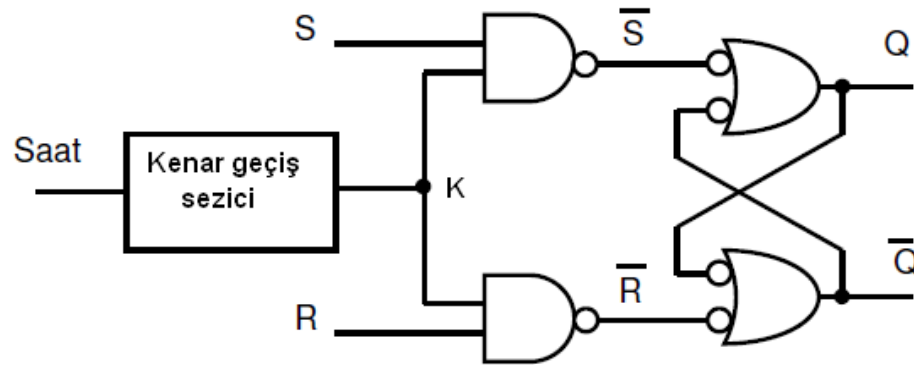 S
S̅
Q
Saat
Kenar geçiş
sezici
K
R
R̅
Q̅